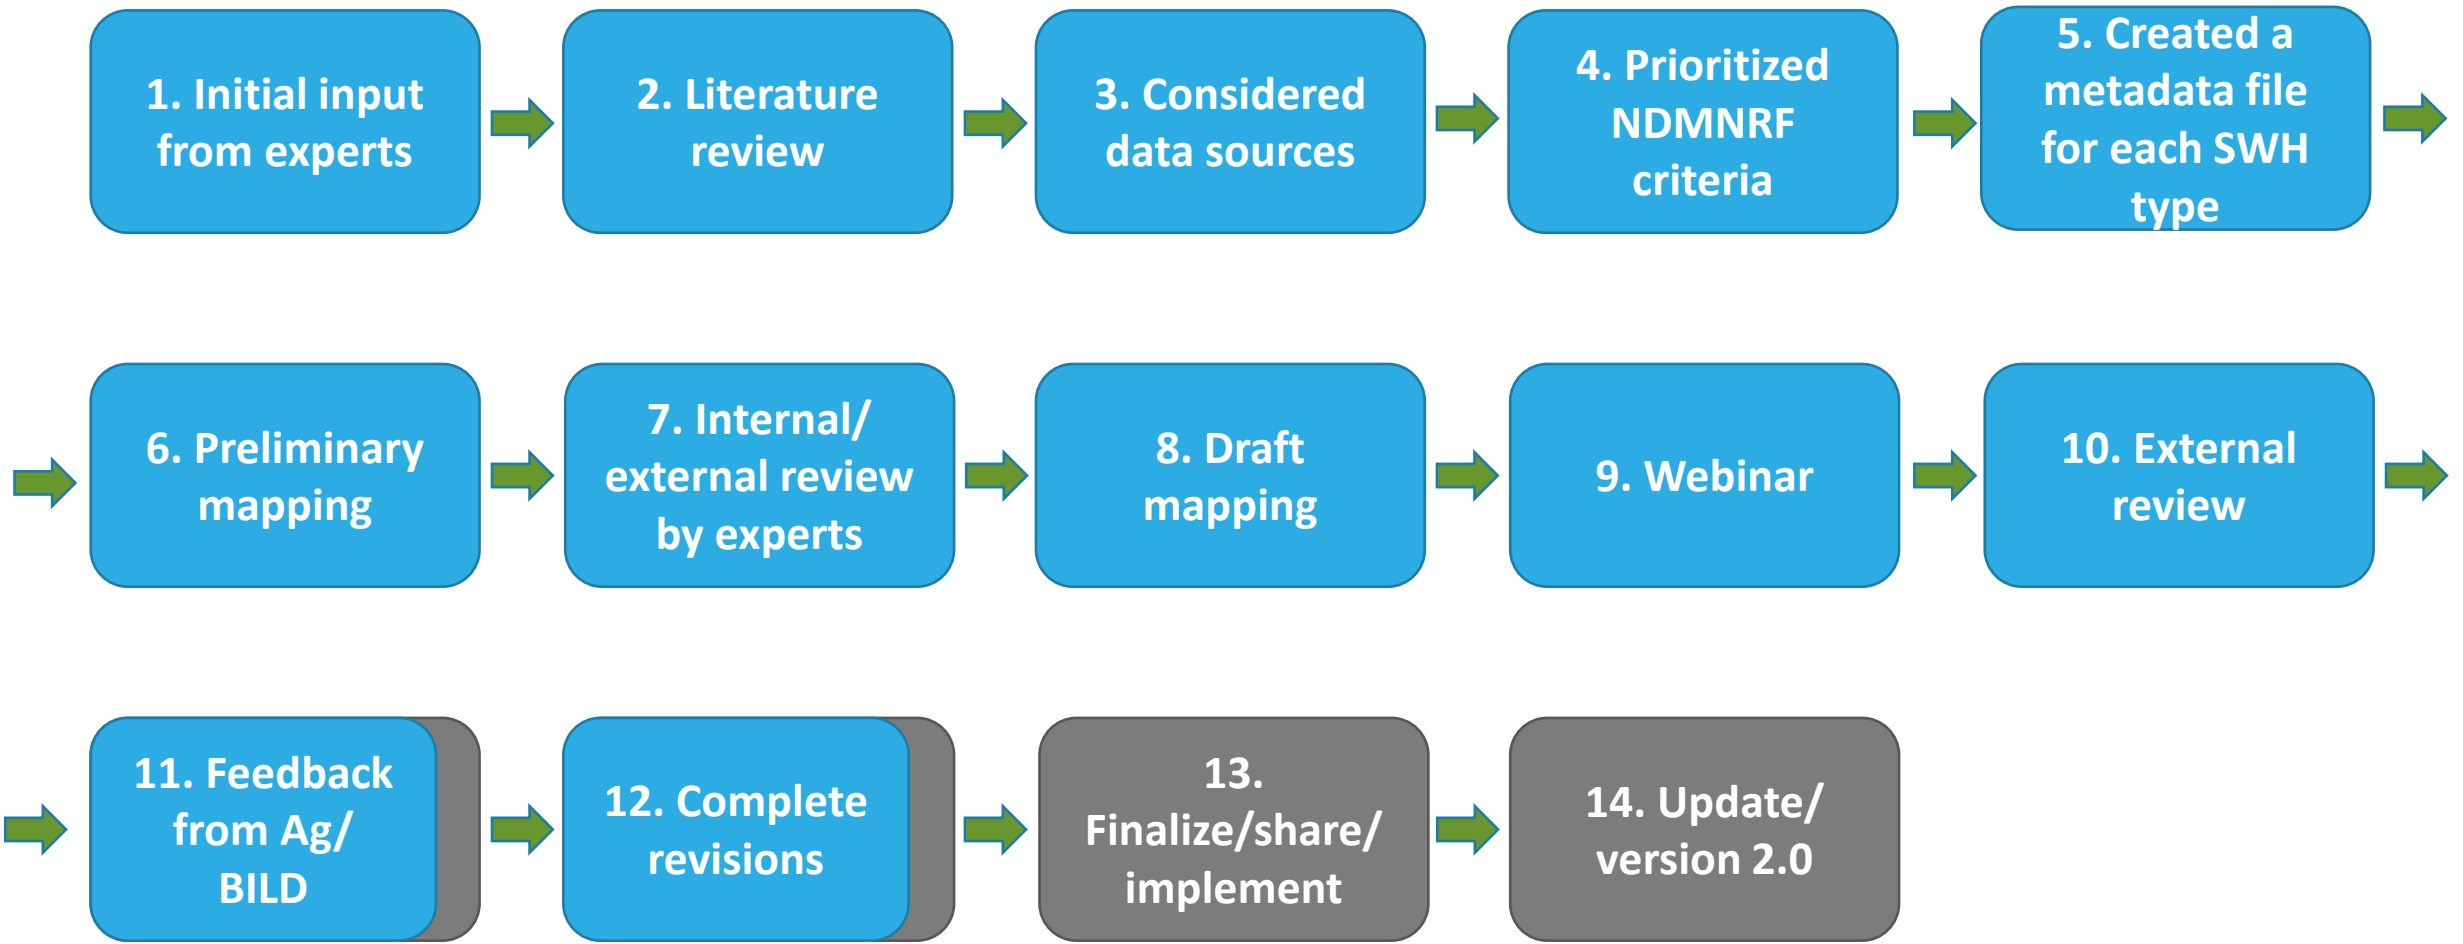 1. Initial input
from experts
2. Literature
review
3. Considered
data sources
4. Prioritized
NDMNRF
criteria
5. Created a
metadata file
for each SWH
type
6. Preliminary
mapping
7. Internal/
external review
by experts
8. Draft
mapping
9. Webinar
10. External
review
11. Feedback
from Ag/
BILD
12. Complete
revisions
13.
Finalize/share/
implement
14. Update/
version 2.0